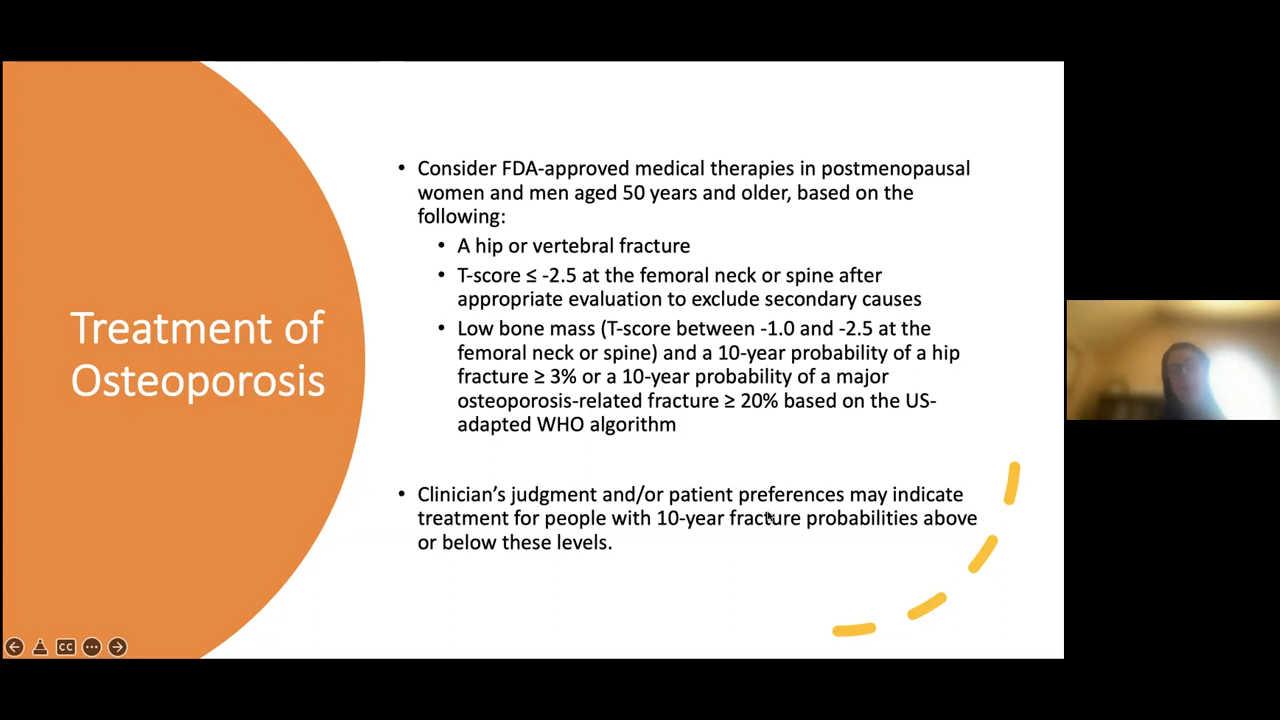 Treatment of
Osteoporosis
• Consider FDA-approved medical therapies in postmenopausal
women and men aged 50 years and older, based on the
following:
• A hip or vertebral fracture
• T-score ≤ -2.5 at the femoral neck or spine after
appropriate evaluation to exclude secondary causes
• Low bone mass (T-score between -1.0 and -2.5 at the
femoral neck or spine) and a 10-year probability of a hip
fracture ≥ 3% or a 10-year probability of a major
osteoporosis-related fracture ≥ 20% based on the US-
adapted WHO algorithm
• Clinician’s judgment and/or patient preferences may indicate
treatment for people with 10-year fracture probabilities above
or below these levels.
CC